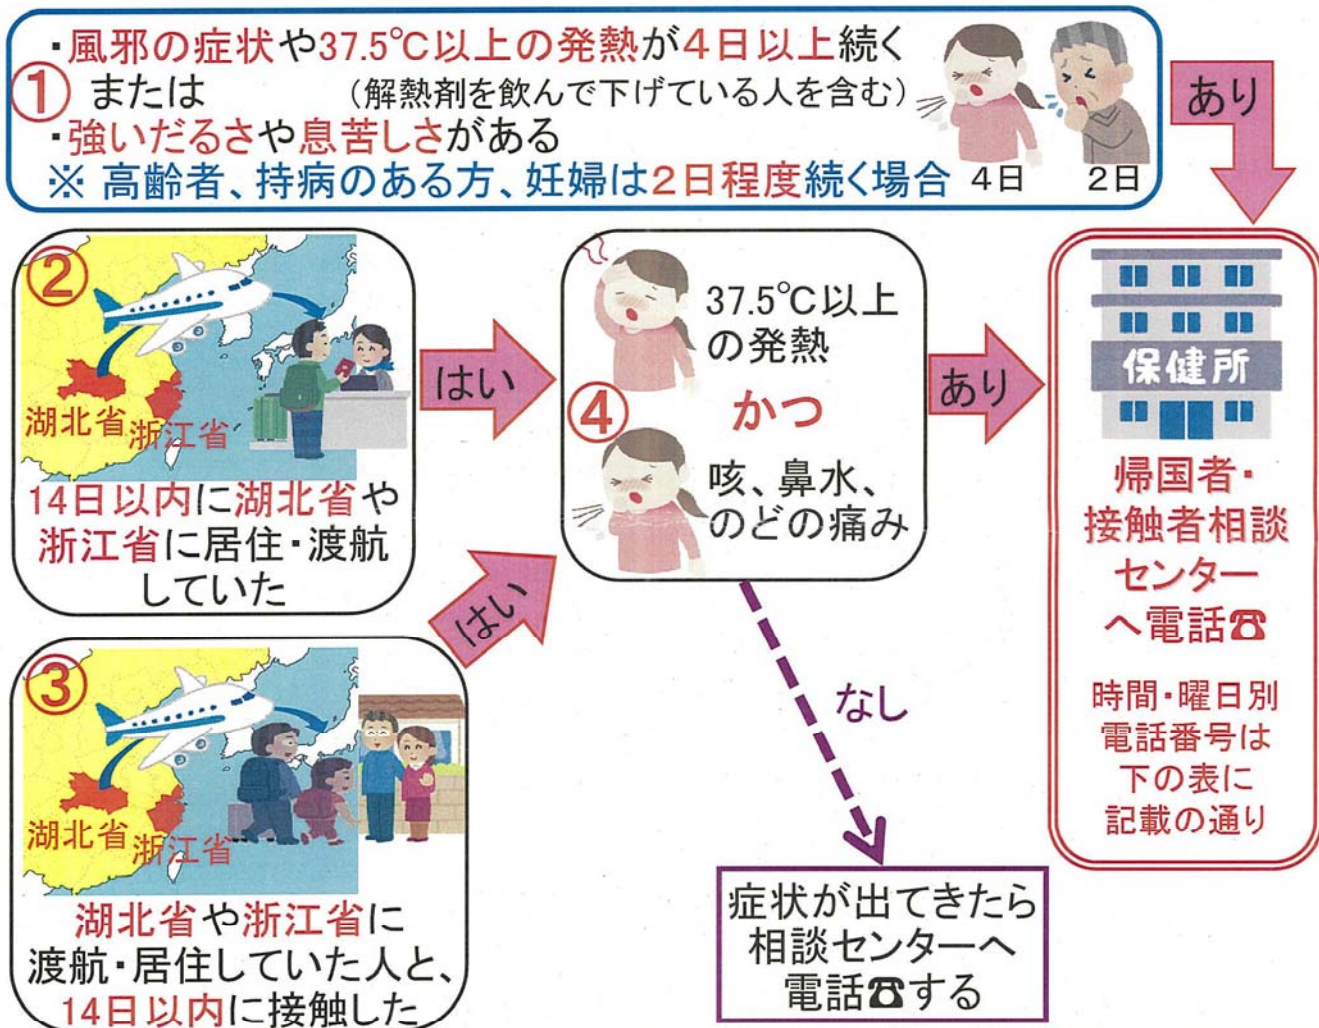 ・風邪の症状や37.5℃以上の発熱が4日以上続く
① または （解熱剤を飲んで下げている人を含む）
・強いだるさや息苦しさがある
※ 高齢者、持病のある方、妊婦は2日程度続く場合
4日 2日
あり
②
湖北省 浙江省
14日以内に湖北省や
浙江省に居住・渡航
していた
はい
③
湖北省 浙江省
湖北省や浙江省に
渡航・居住していた人と、
14日以内に接触した
はい
④
37.5℃以上
の発熱
かつ
咳、鼻水、
のどの痛み
あり
なし
症状が出てきたら
相談センターへ
電話☎する
保健所
帰国者・
接触者相談
センター
へ電話☎
時間・曜日別
電話番号は
下の表に
記載の通り